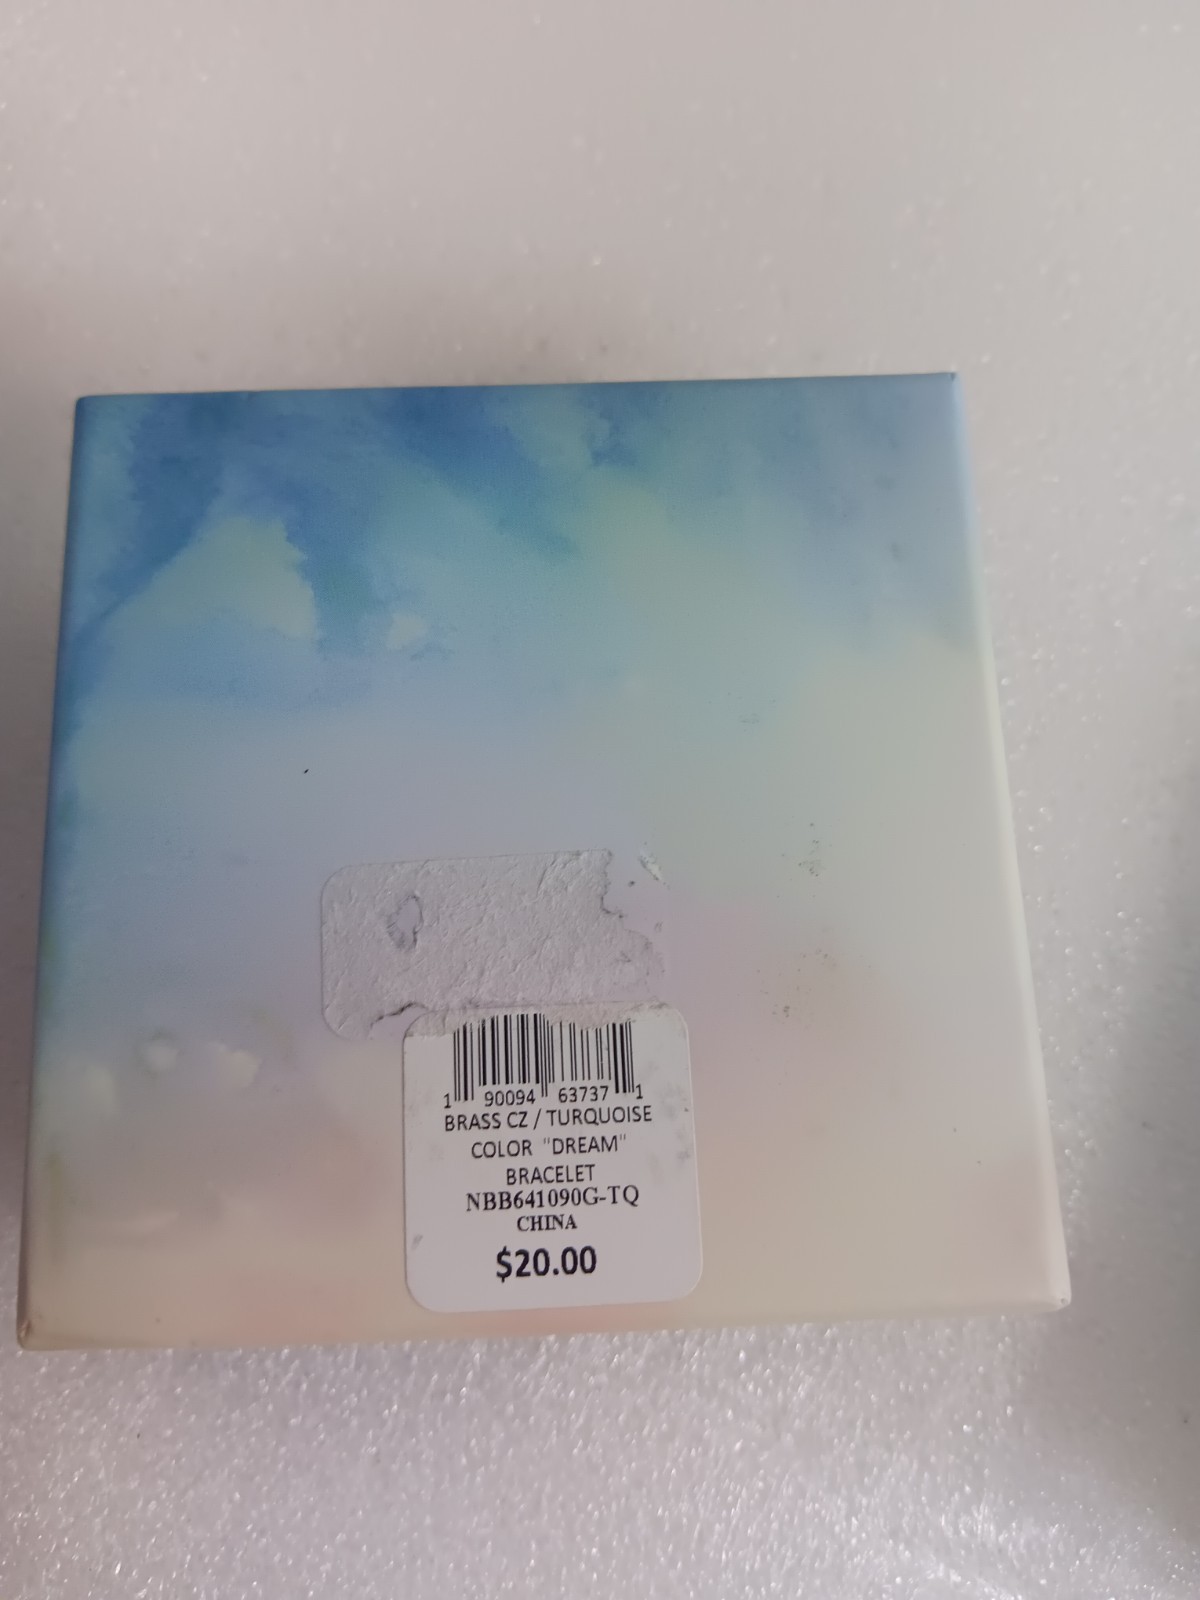 1 90094 63737 1
BRASS CZ / TURQUOISE
COLOR "DREAM"
BRACELET
NBB641090G-TQ
CHINA
$20.00